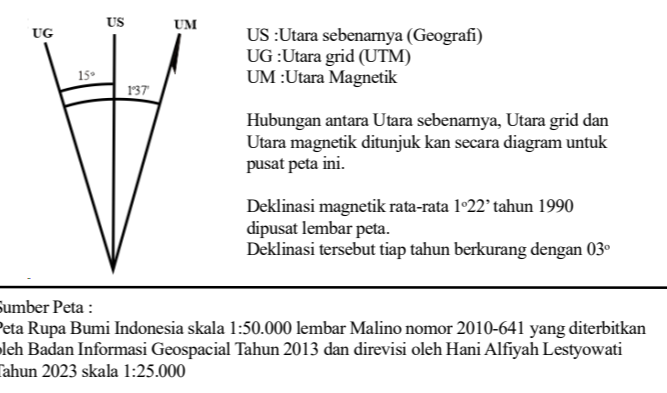 UG US UM
15°
1°37'
US :Utara sebenarnya (Geografi)
UG :Utara grid (UTM)
UM :Utara Magnetik
Hubungan antara Utara sebenarnya, Utara grid dan
Utara magnetik ditunjuk kan secara diagram untuk
pusat peta ini.
Deklinasi magnetik rata-rata 1°22’ tahun 1990
dipusat lembar peta.
Deklinasi tersebut tiap tahun berkurang dengan 03°
Sumber Peta :
Peta Rupa Bumi Indonesia skala 1:50.000 lembar Malino nomor 2010-641 yang diterbitkan
oleh Badan Informasi Geospacial Tahun 2013 dan direvisi oleh Hani Alfiyah Lestyowati
Tahun 2023 skala 1:25.000